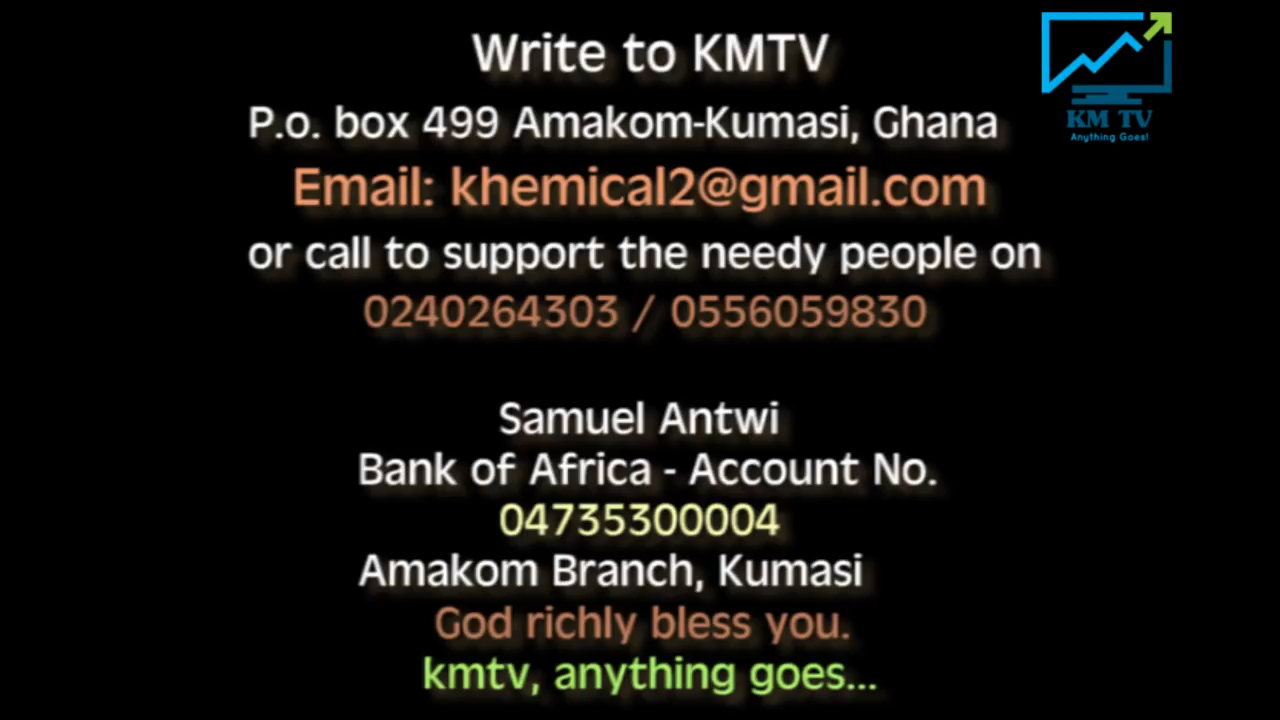 Write to KMTV
P.o. box 499 Amakom-Kumasi, Ghana
KM TV
Anything Goes!
Email: khemical2@gmail.com
or call to support the needy people on
0240264303 / 0556059830
Samuel Antwi
Bank of Africa - Account No.
04735300004
Amakom Branch, Kumasi
God richly bless you.
kmtv, anything goes...